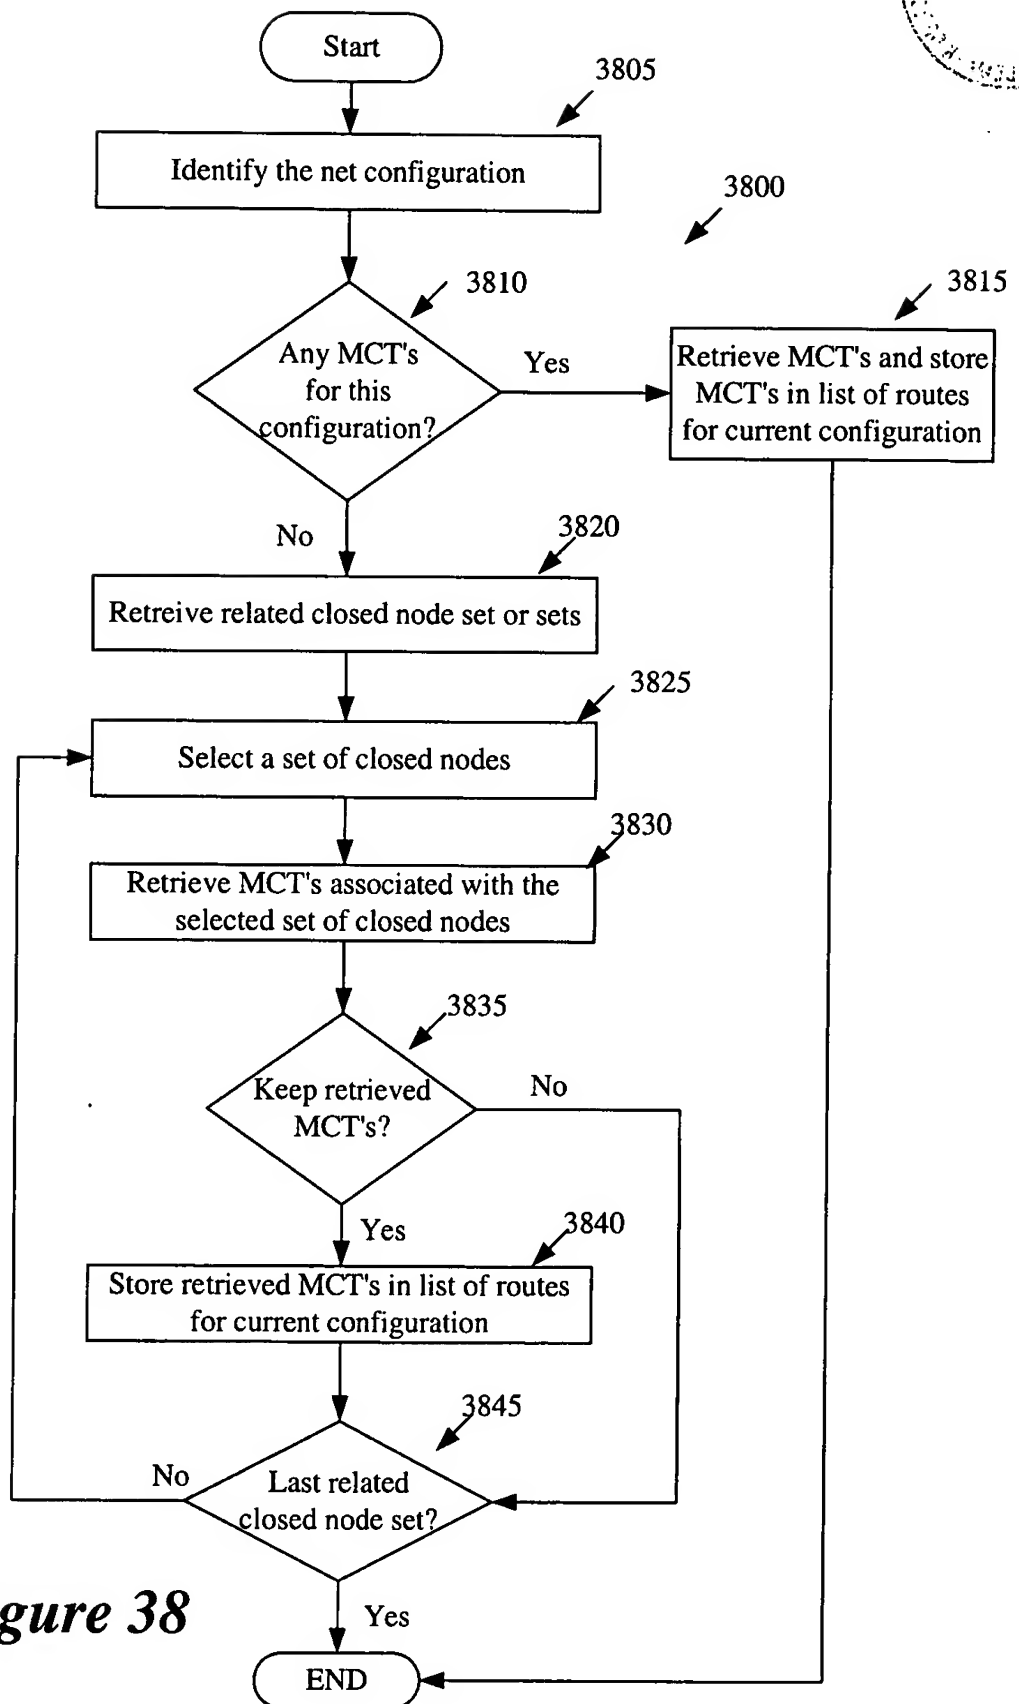 Start
3805
Identify the net configuration
3800
3810
3815
Any MCT's
for this
configuration?
Yes
Retrieve MCT's and store
MCT's in list of routes
for current configuration
No
3820
Retreive related closed node set or sets
3825
Select a set of closed nodes
3830
Retrieve MCT's associated with the
selected set of closed nodes
3835
Keep retrieved
MCT's?
No
Yes
3840
Store retrieved MCT's in list of routes
for current configuration
3845
No
Last related
closed node set?
gure 38
Yes
END